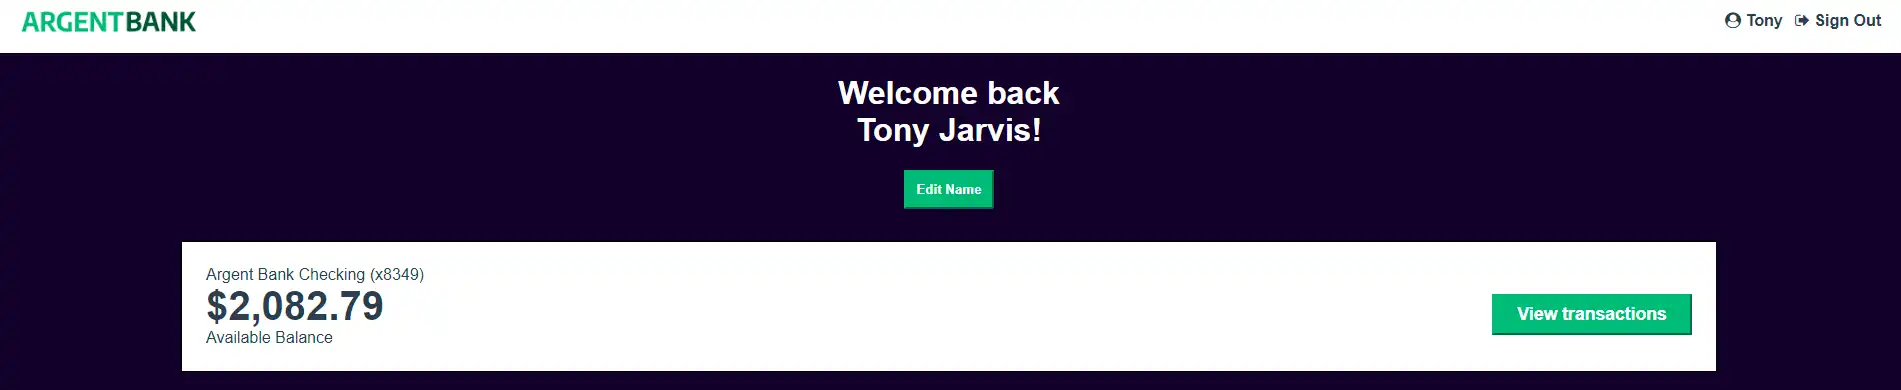 ARGENTBANK
Tony Sign Out
Welcome back
Tony Jarvis!
Edit Name
Argent Bank Checking (x8349)
$2,082.79
Available Balance
View transactions